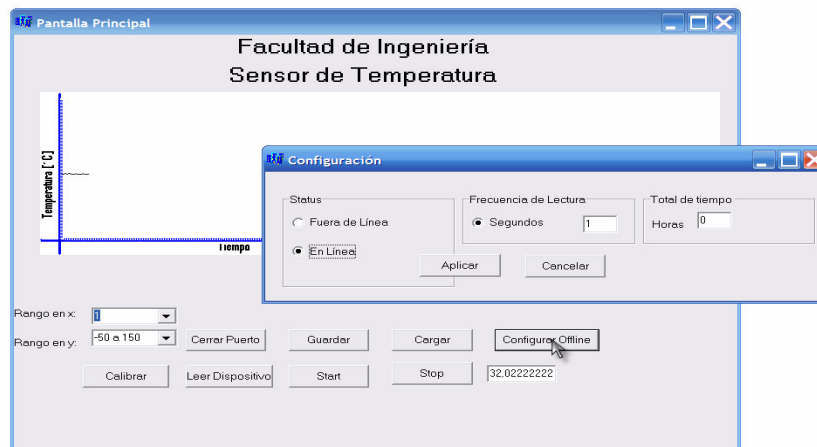 Pantalla Principal
Facultad de Ingeniería
Sensor de Temperatura
Temperatura [°C]
Tiempo
Configuración
Status
Fuera de Línea
En Línea
Frecuencia de Lectura
Segundos 1
Total de tiempo
Horas 0
Aplicar Cancelar
Rango en x: 1
Rango en y: -50 a 150 Cerrar Puerto Guardar Cargar Configurar Offline
Calibrar Leer Dispositivo Start Stop 32,02222222